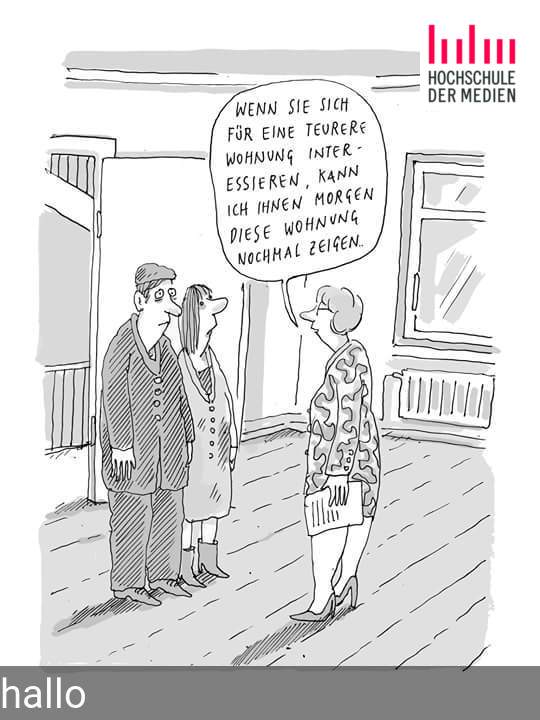 HOCHSCHULE
DER MEDIEN
WENN SIE SICH
FÜR EINE TEURERE
WOHNUNG INTER-
ESSIEREN, KANN
ICH IHNEN MORGEN
DIESE WOHNUNG
NOCHMAL ZEIGEN..
hallo